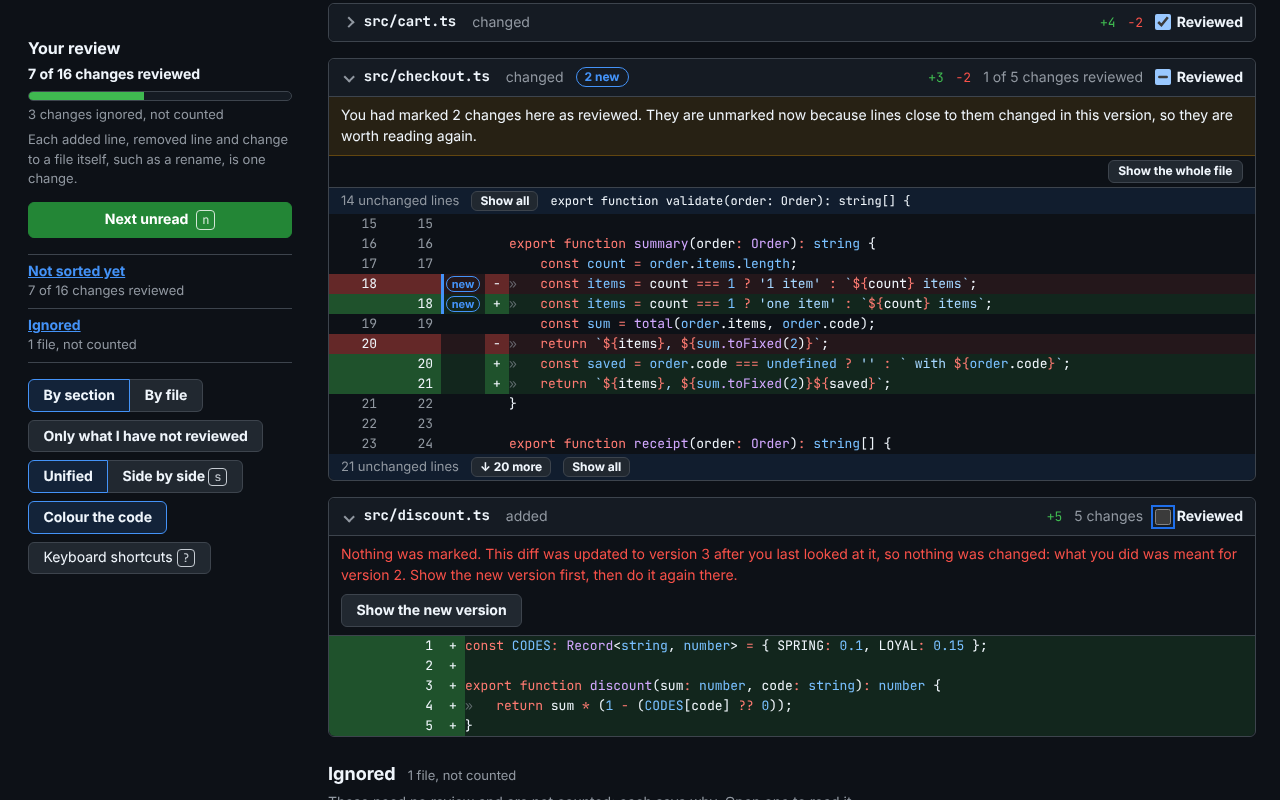 Your review
7 of 16 changes reviewed
3 changes ignored, not counted
Each added line, removed line and change
to a file itself, such as a rename, is one
change.
Next unread n
Not sorted yet
7 of 16 changes reviewed
Ignored
1 file, not counted
By section By file
Only what I have not reviewed
Unified Side by side s
Colour the code
Keyboard shortcuts ?
src/cart.ts changed +4 -2 Reviewed
src/checkout.ts changed 2 new +3 -2 1 of 5 changes reviewed Reviewed
You had marked 2 changes here as reviewed. They are unmarked now because lines close to them changed in this version, so they are
worth reading again.
Show the whole file
14 unchanged lines Show all export function validate(order: Order): string[] {
15 15
16 16 export function summary(order: Order): string {
17 17 const count = order.items.length;
18 new - » const items = count === 1 ? '1 item' : `${count} items`;
18 new + » const items = count === 1 ? 'one item' : `${count} items`;
19 19 const sum = total(order.items, order.code);
20 - » return `${items}, ${sum.toFixed(2)}`;
20 + » const saved = order.code === undefined ? '' : ` with ${order.code}`;
21 + » return `${items}, ${sum.toFixed(2)}${saved}`;
21 22 }
22 23
23 24 export function receipt(order: Order): string[] {
21 unchanged lines ↓ 20 more Show all
src/discount.ts added +5 5 changes Reviewed
Nothing was marked. This diff was updated to version 3 after you last looked at it, so nothing was changed: what you did was meant for
version 2. Show the new version first, then do it again there.
Show the new version
1 + const CODES: Record<string, number> = { SPRING: 0.1, LOYAL: 0.15 };
2 +
3 + export function discount(sum: number, code: string): number {
4 + » return sum * (1 - (CODES[code] ?? 0));
5 + }
Ignored 1 file, not counted